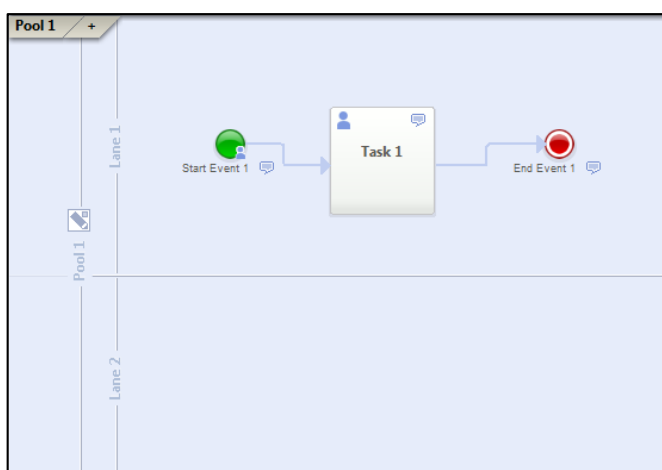 Pool 1
+
Lane 1
Task 1
Start Event 1
End Event 1
Pool 1
Lane 2